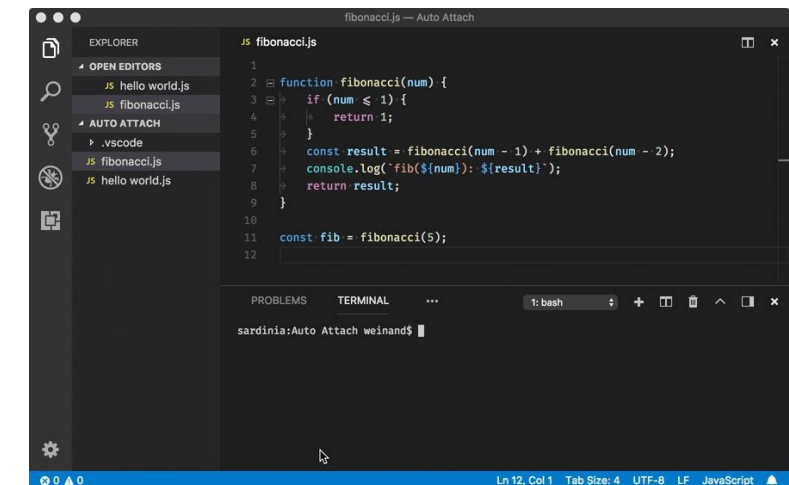 fibonacci.js — Auto Attach
EXPLORER
OPEN EDITORS
JS hello world.js
JS fibonacci.js
AUTO ATTACH
.vscode
JS fibonacci.js
JS hello world.js
JS fibonacci.js
1
2 function fibonacci(num) {
3 if (num ⩽ 1) {
4 return 1;
5 }
6 const result = fibonacci(num - 1) + fibonacci(num - 2);
7 console.log(`fib(${num}): ${result}`);
8 return result;
9 }
10
11 const fib = fibonacci(5);
12
PROBLEMS TERMINAL ••• 1: bash
sardinia:Auto Attach weinand$
0 0 Ln 12, Col 1 Tab Size: 4 UTF-8 LF JavaScript